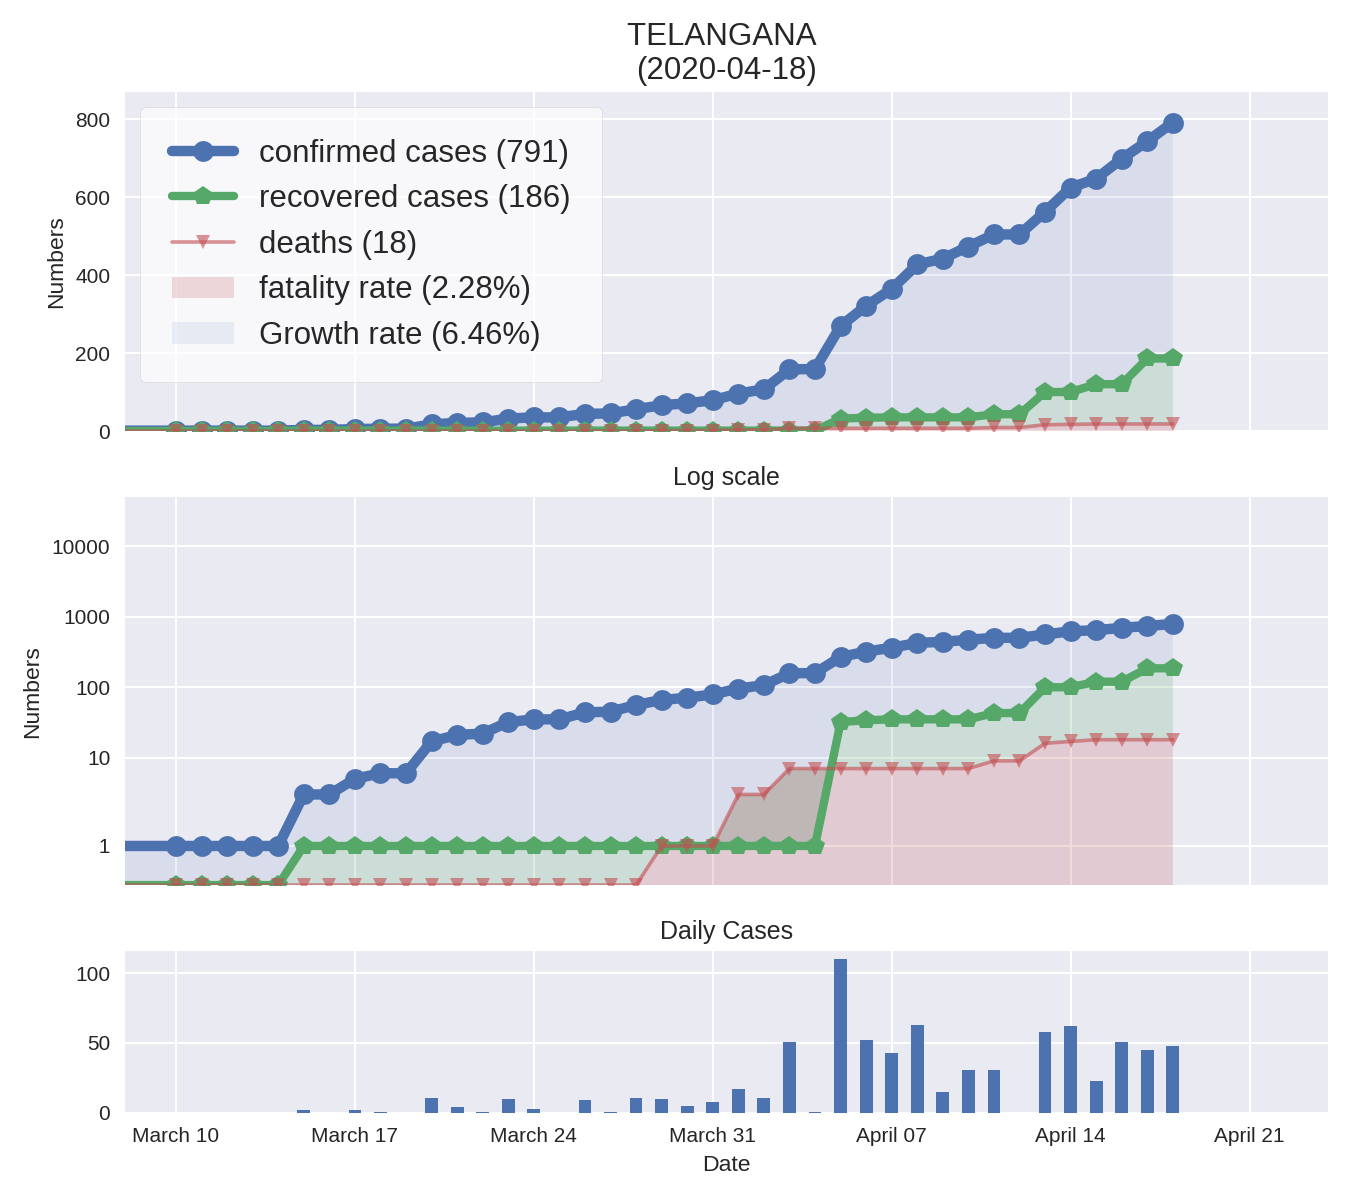 TELANGANA
(2020-04-18)
800
600
400
200
0
Numbers
confirmed cases (791)
recovered cases (186)
deaths (18)
fatality rate (2.28%)
Growth rate (6.46%)
Log scale
10000
1000
100
10
1
Numbers
Daily Cases
100
50
0
March 10 March 17 March 24 March 31 April 07 April 14 April 21
Date